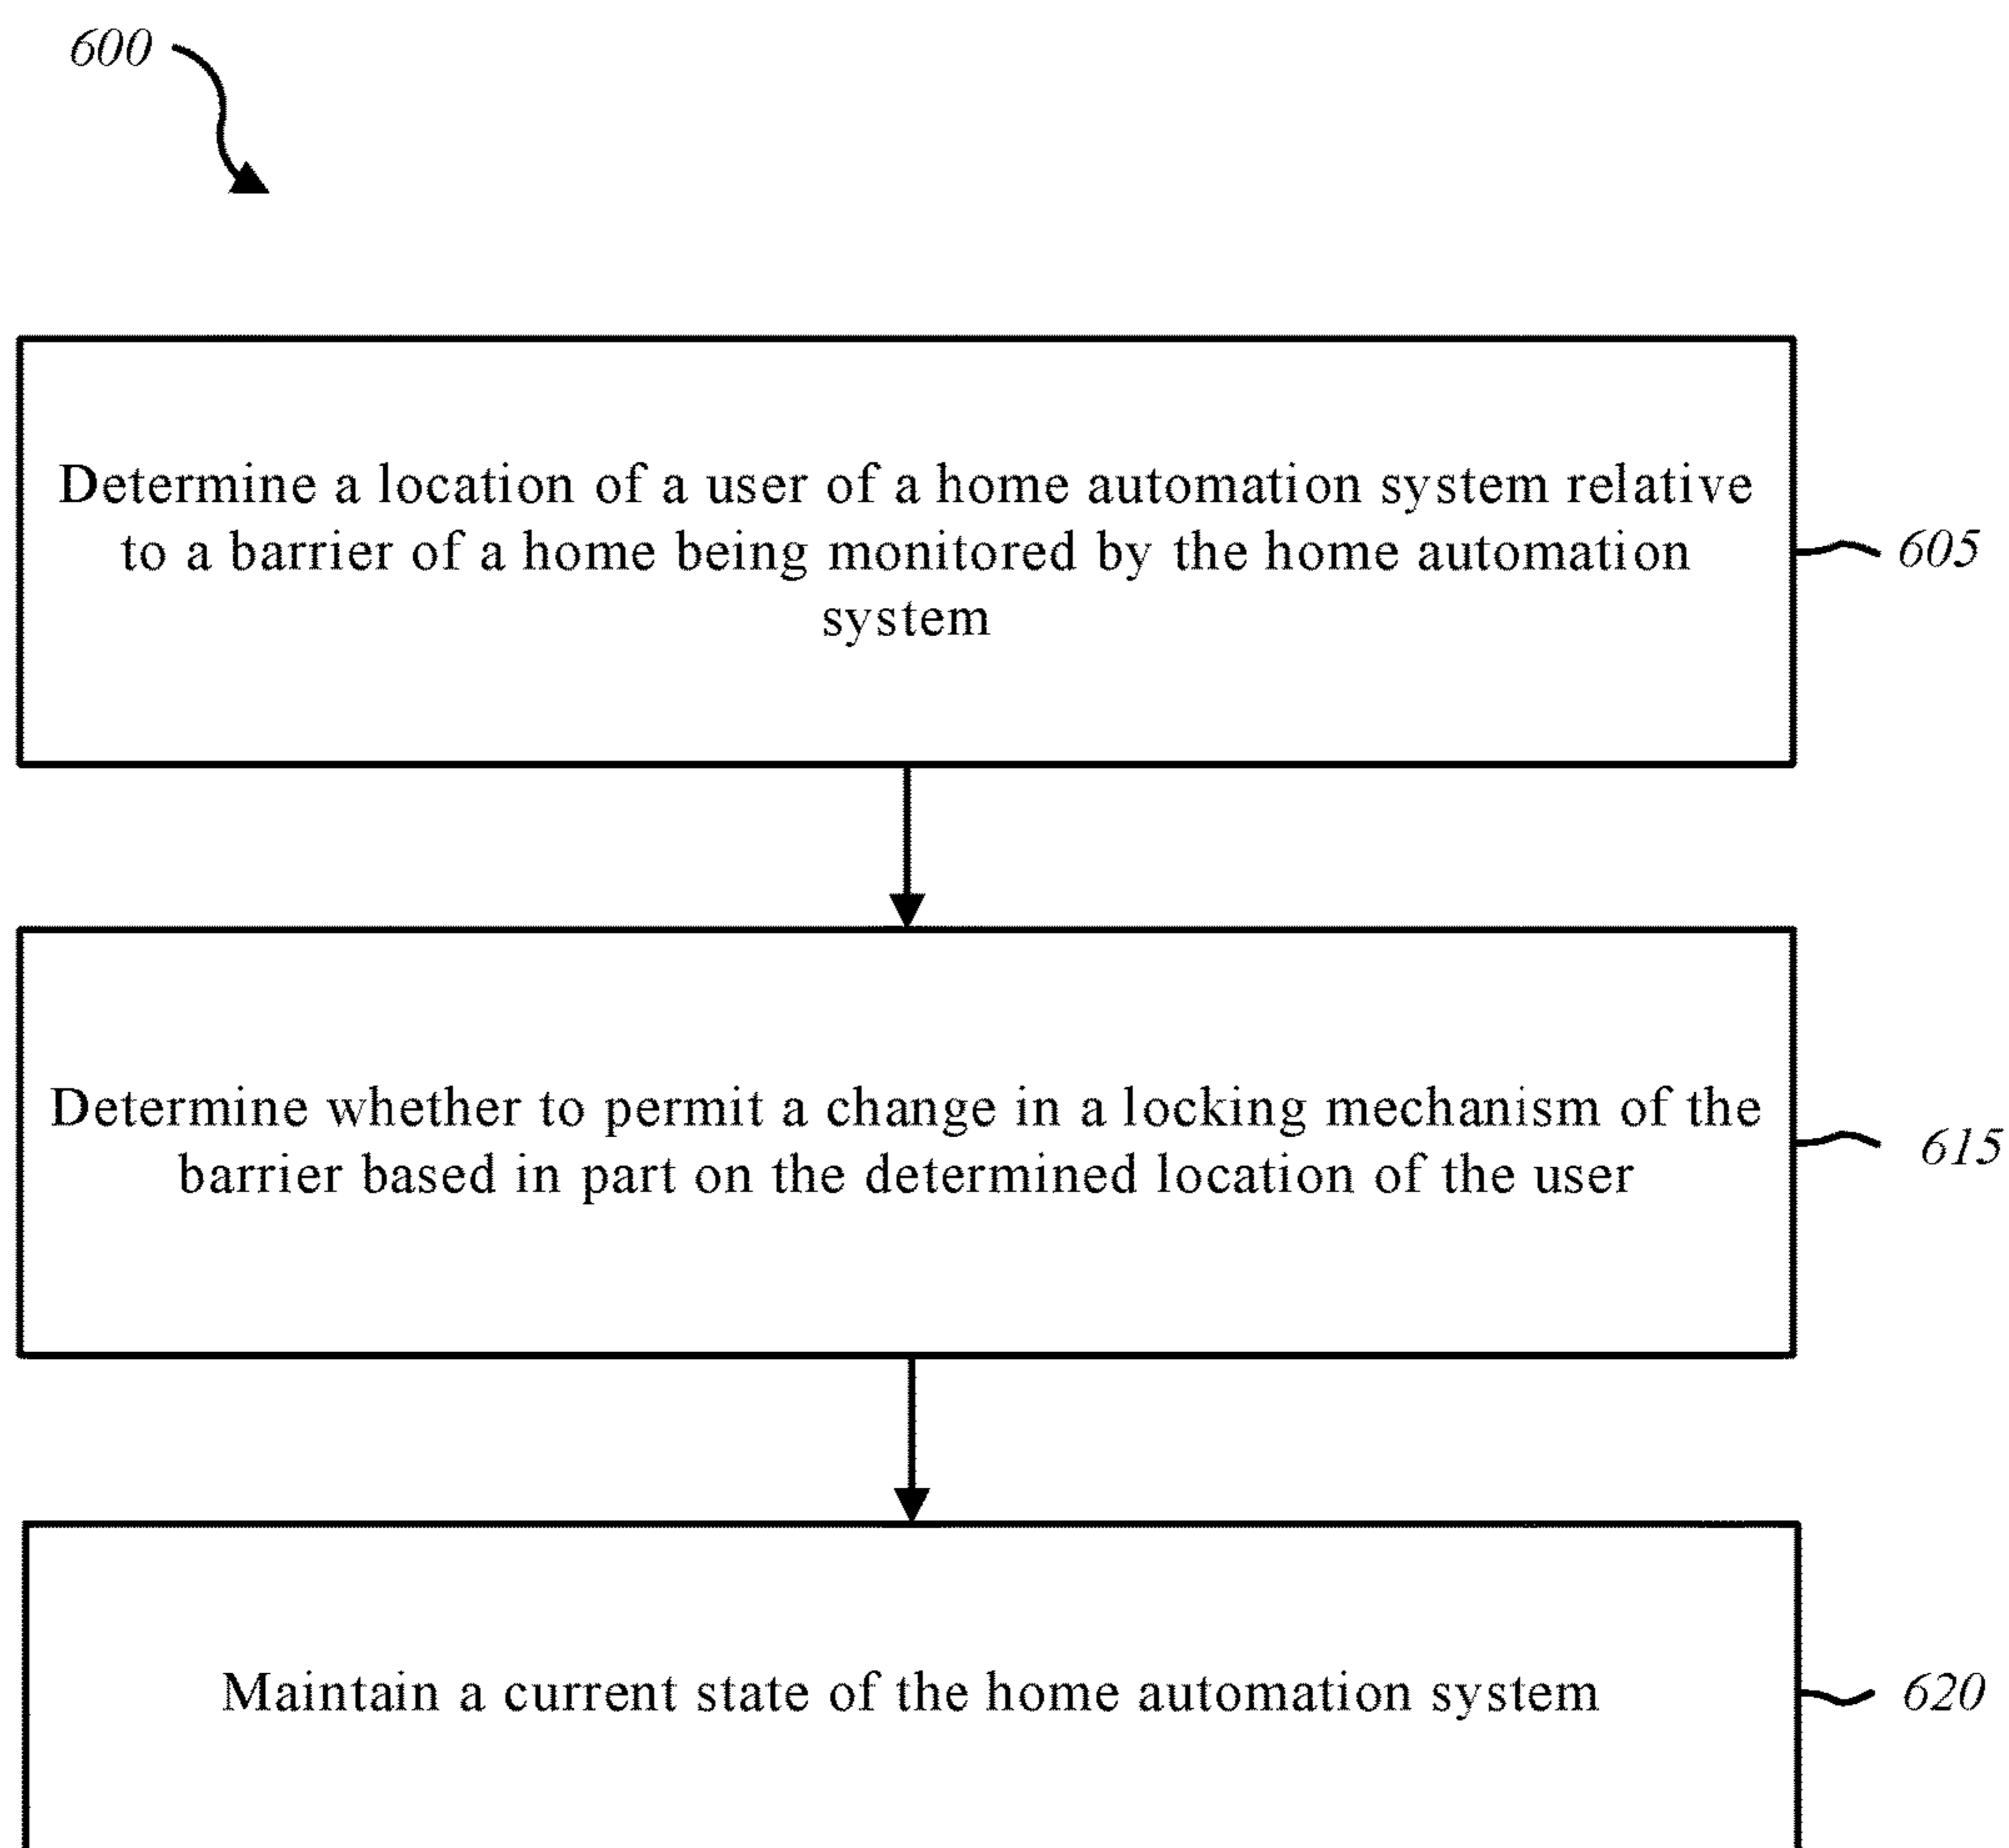 600
Determine a location of a user of a home automation system relative
to a barrier of a home being monitored by the home automation
system
605
Determine whether to permit a change in a locking mechanism of the
barrier based in part on the determined location of the user
615
Maintain a current state of the home automation system
620